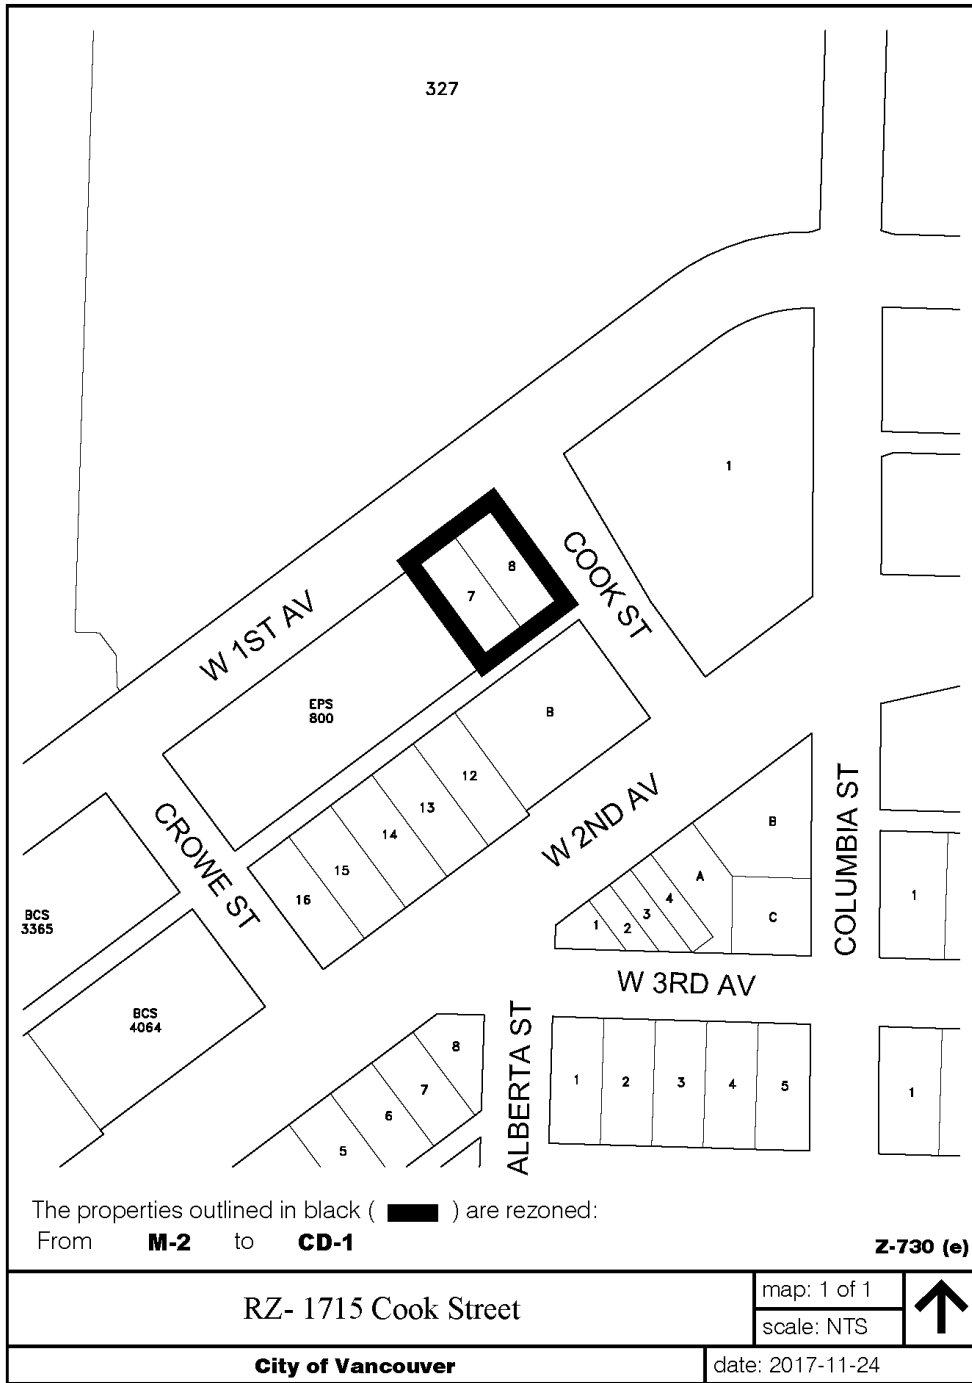 327
1
8
7
COOK ST
W 1ST AV
EPS
800
B
12
13
14
15
16
W 2ND AV
CROWE ST
COLUMBIA ST
B
A
4
3
2
1
C
1
BCS
3365
W 3RD AV
BCS
4064
ALBERTA ST
8
7
6
5
1
2
3
4
5
1
The properties outlined in black ( ) are rezoned:
From M-2 to CD-1
Z-730 (e)
RZ- 1715 Cook Street
map: 1 of 1
scale: NTS
City of Vancouver
date: 2017-11-24